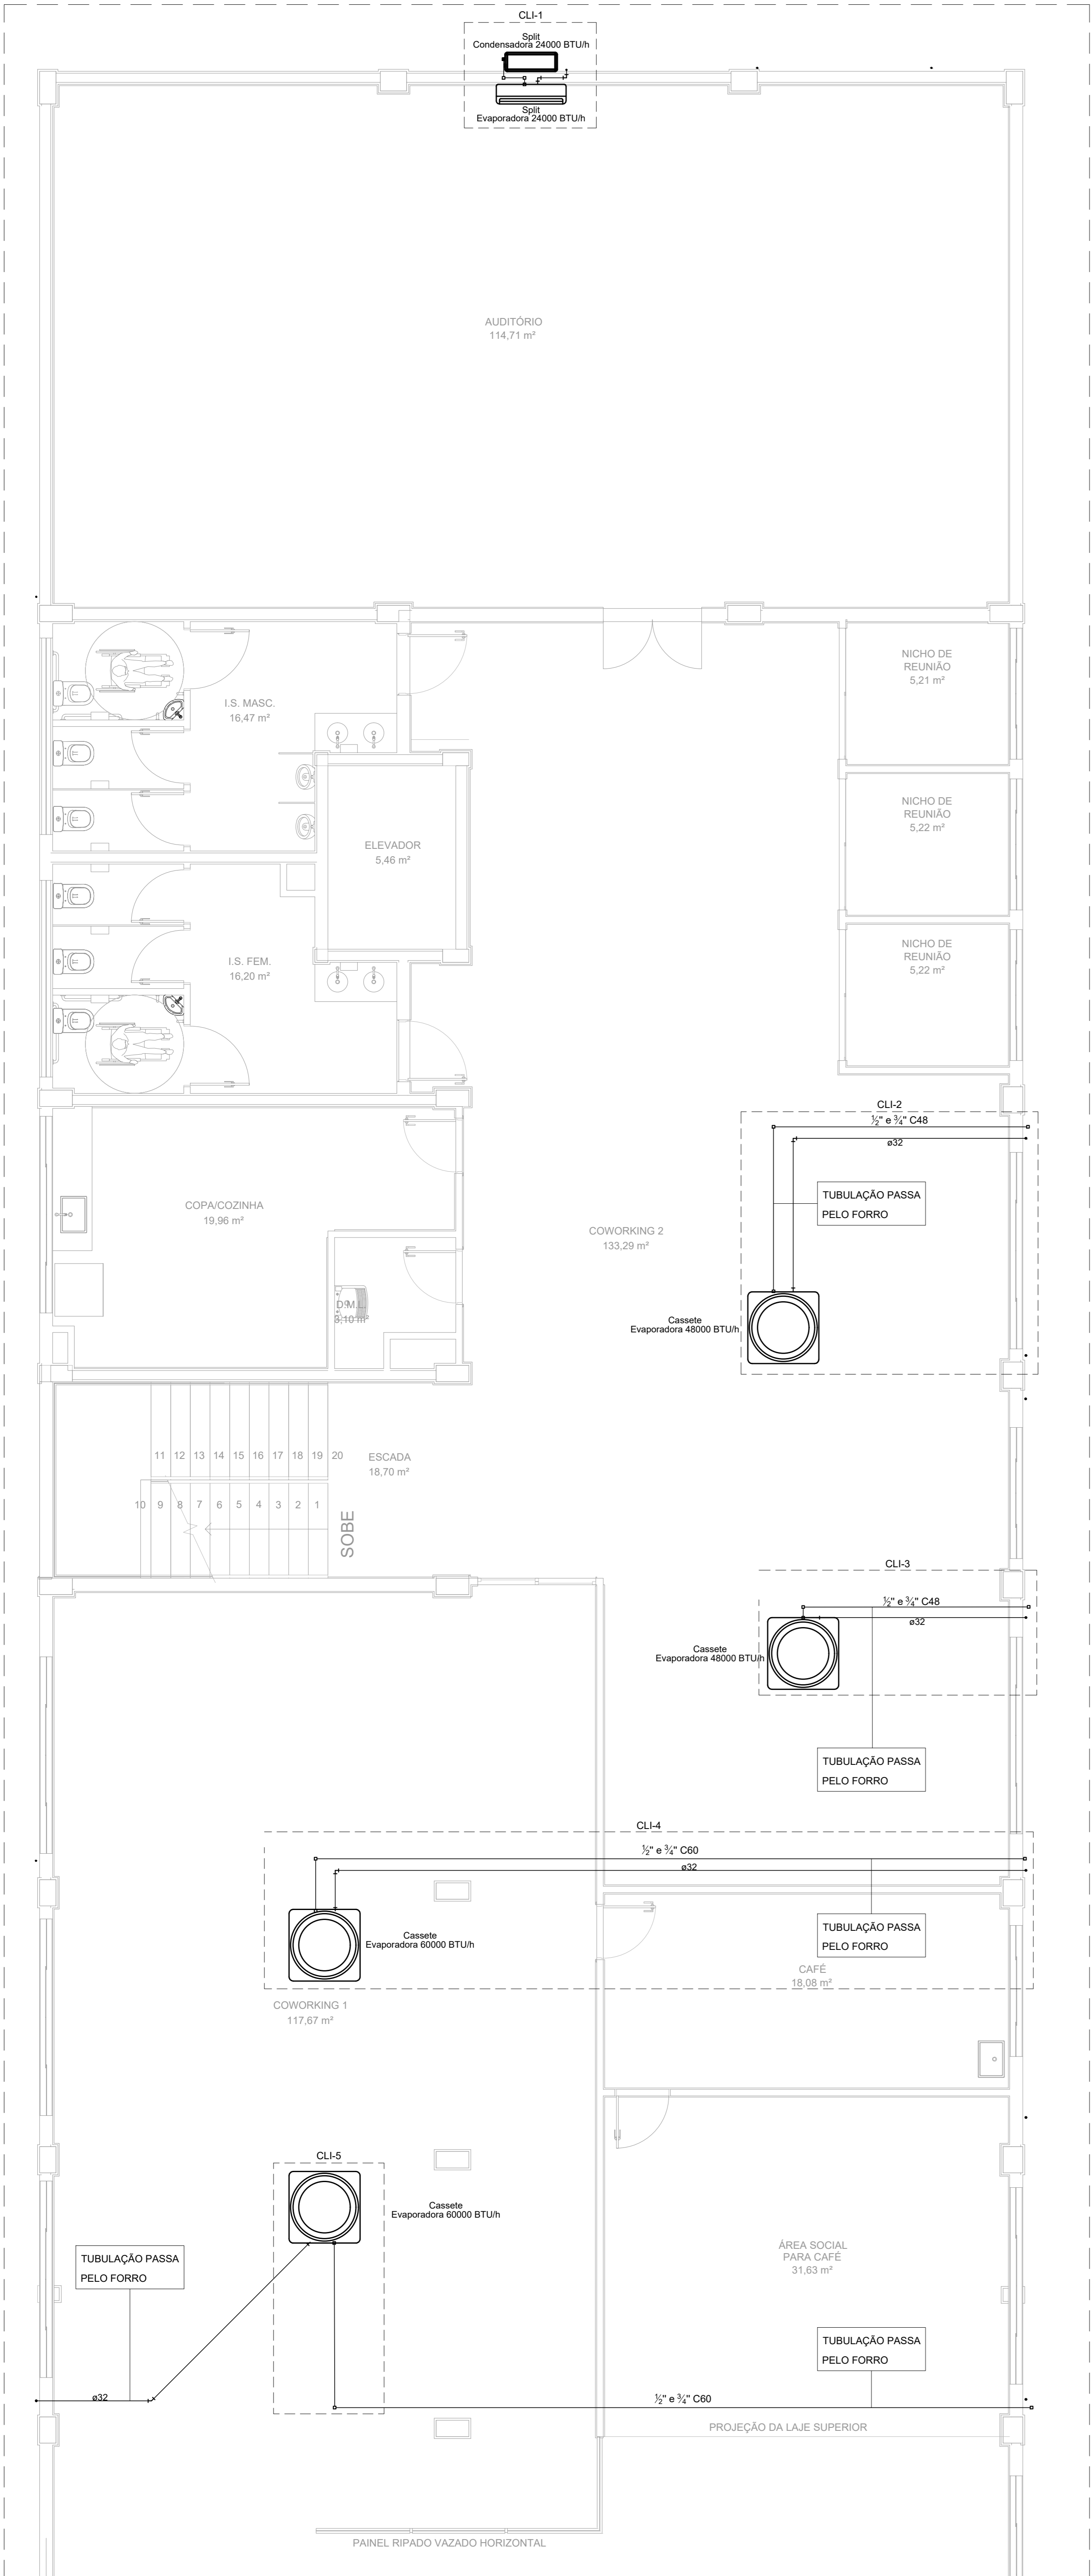 CLI-1
Split
Condensadora 24000 BTU/h
Split
Evaporadora 24000 BTU/h
AUDITÓRIO
114,71 m²
NICHO DE
REUNIÃO
5,21 m²
I.S. MASC.
16,47 m²
NICHO DE
REUNIÃO
5,22 m²
ELEVADOR
5,46 m²
NICHO DE
REUNIÃO
5,22 m²
I.S. FEM.
16,20 m²
CLI-2
½" e ¾" C48
ø32
TUBULAÇÃO PASSA
PELO FORRO
COPA/COZINHA
19,96 m²
COWORKING 2
133,29 m²
D.M.L.
3,10 m²
Cassete
Evaporadora 48000 BTU/h
11 12 13 14 15 16 17 18 19 20
ESCADA
18,70 m²
10 9 8 7 6 5 4 3 2 1
SOBE
CLI-3
½" e ¾" C48
ø32
Cassete
Evaporadora 48000 BTU/h
TUBULAÇÃO PASSA
PELO FORRO
CLI-4
½" e ¾" C60
ø32
TUBULAÇÃO PASSA
PELO FORRO
Cassete
Evaporadora 60000 BTU/h
CAFÉ
18,08 m²
COWORKING 1
117,67 m²
CLI-5
Cassete
Evaporadora 60000 BTU/h
TUBULAÇÃO PASSA
PELO FORRO
ÁREA SOCIAL
PARA CAFÉ
31,63 m²
TUBULAÇÃO PASSA
PELO FORRO
ø32
½" e ¾" C60
PROJEÇÃO DA LAJE SUPERIOR
PAINEL RIPADO VAZADO HORIZONTAL